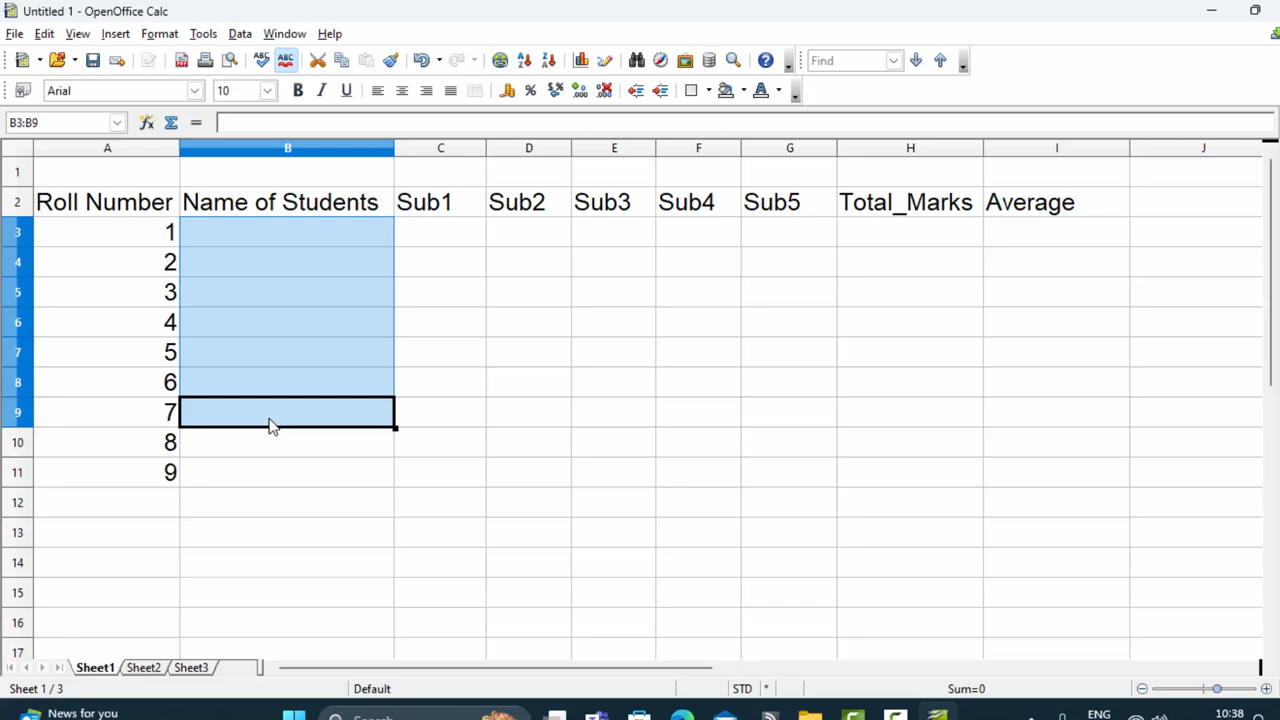 Untitled 1 - OpenOffice Calc
File Edit View Insert Format Tools Data Window Help
Find
Arial 10
B3:B9
A B C D E F G H I J
1
2 Roll Number Name of Students Sub1 Sub2 Sub3 Sub4 Sub5 Total_Marks Average
3 1
4 2
5 3
6 4
7 5
8 6
9 7
10 8
11 9
12
13
14
15
16
17
Sheet1 Sheet2 Sheet3
Sheet 1 / 3 Default STD * Sum=0
News for you Search ENG 10:38